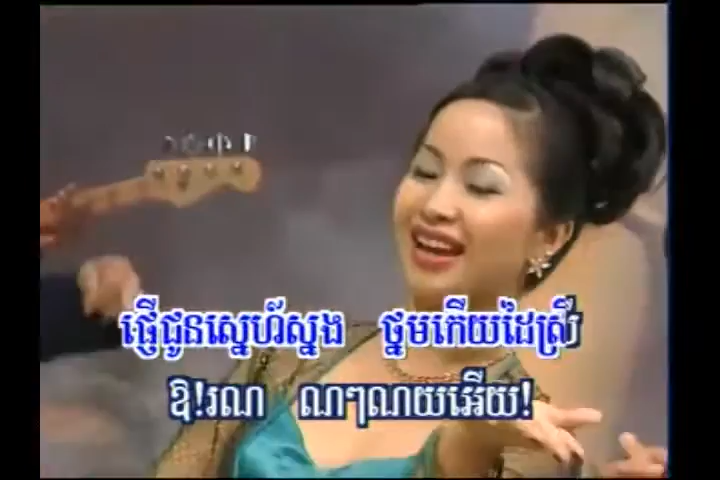 ផ្ញើជូនស្នេហ៍ស្នង ថ្នមកើយដៃស្រី
ឱ!រណ ណៗណយអើយ!